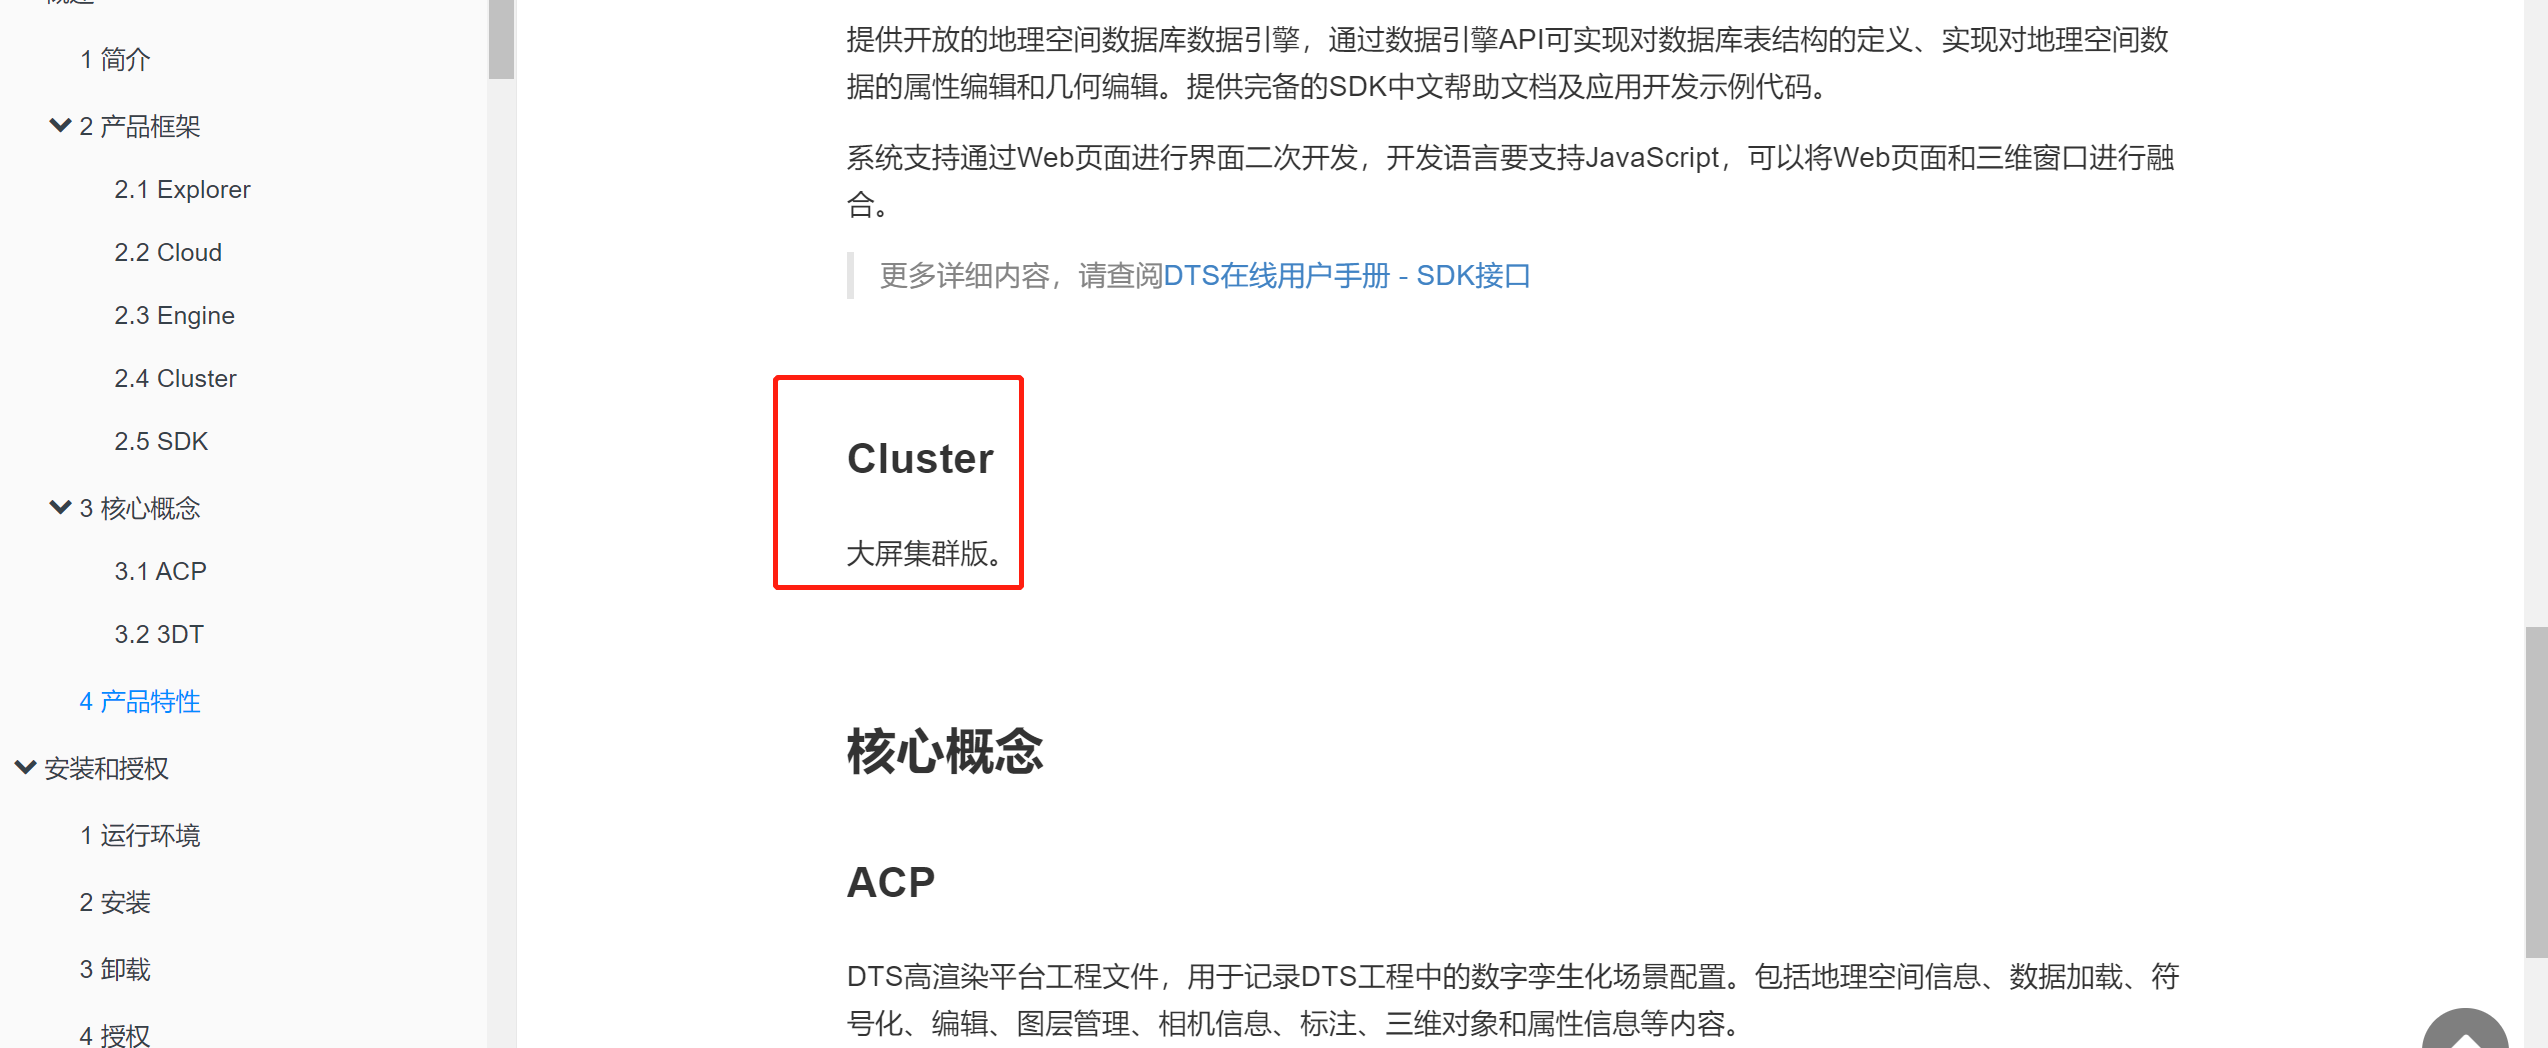 1 简介
2 产品框架
2.1 Explorer
2.2 Cloud
2.3 Engine
2.4 Cluster
2.5 SDK
3 核心概念
3.1 ACP
3.2 3DT
4 产品特性
安装和授权
1 运行环境
2 安装
3 卸载
4 授权
提供开放的地理空间数据库数据引擎，通过数据引擎API可实现对数据库表结构的定义、实现对地理空间数
据的属性编辑和几何编辑。提供完备的SDK中文帮助文档及应用开发示例代码。
系统支持通过Web页面进行界面二次开发，开发语言要支持JavaScript，可以将Web页面和三维窗口进行融
合。
更多详细内容，请查阅DTS在线用户手册 - SDK接口
Cluster
大屏集群版。
核心概念
ACP
DTS高渲染平台工程文件，用于记录DTS工程中的数字孪生化场景配置。包括地理空间信息、数据加载、符
号化、编辑、图层管理、相机信息、标注、三维对象和属性信息等内容。